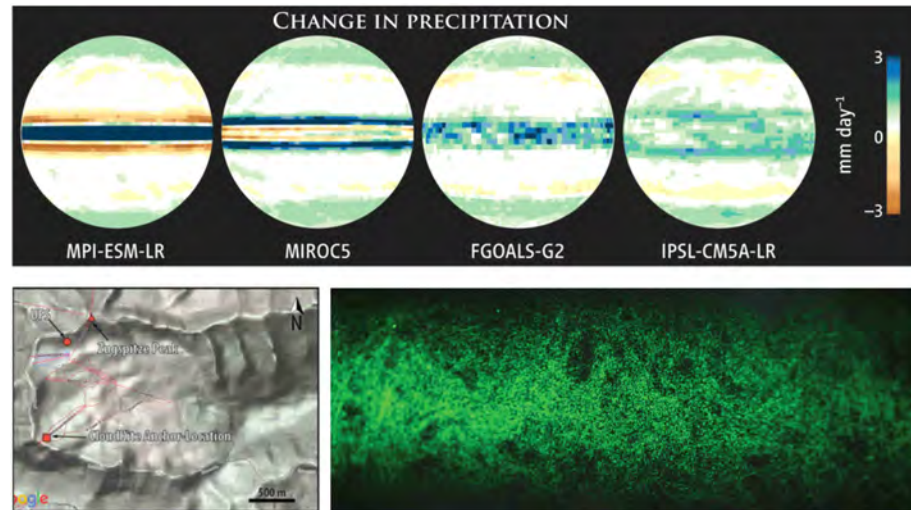 CHANGE IN PRECIPITATION
3
0
−3
mm day⁻¹
MPI-ESM-LR
MIROC5
FGOALS-G2
IPSL-CM5A-LR
N
Zugspitze Peak
CloudKite Anchor-Location
500 m
oogle